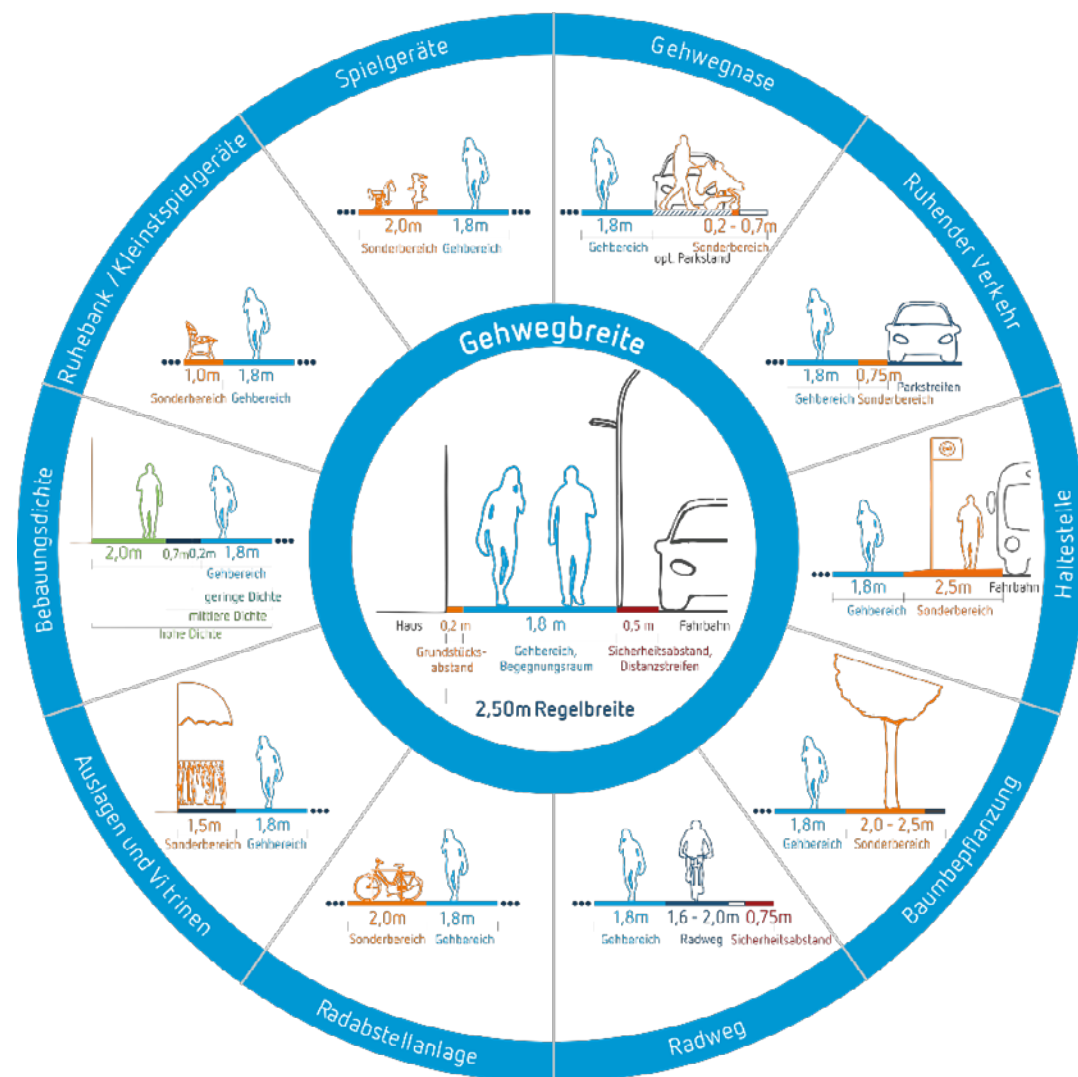 Gehwegbreite
Haus
0,2 m
1,8 m
0,5 m
Fahrbahn
Grundstücks-
abstand
Gehbereich,
Begegnungsraum
Sicherheitsabstand,
Distanzstreifen
2,50m Regelbreite
Gehwegnase
1,8m
0,2 - 0,7m
Gehbereich
Sonderbereich
opt. Parkstand
Ruhender Verkehr
1,8m
0,75m
Parkstreifen
Gehbereich
Sonderbereich
Haltestelle
1,8m
2,5m
Fahrbahn
Gehbereich
Sonderbereich
Baumbepflanzung
1,8m
2,0 - 2,5m
Gehbereich
Sonderbereich
Radweg
1,8m
1,6 - 2,0m
0,75m
Gehbereich
Radweg
Sicherheitsabstand
Radabstellanlage
2,0m
1,8m
Sonderbereich
Gehbereich
Auslagen und Vitrinen
1,5m
1,8m
Sonderbereich
Gehbereich
Bebauungsdichte
2,0m
0,7m
0,2m
1,8m
Gehbereich
geringe Dichte
mittlere Dichte
hohe Dichte
Ruhebank / Kleinstspielgeräte
1,0m
1,8m
Sonderbereich
Gehbereich
Spielgeräte
2,0m
1,8m
Sonderbereich
Gehbereich